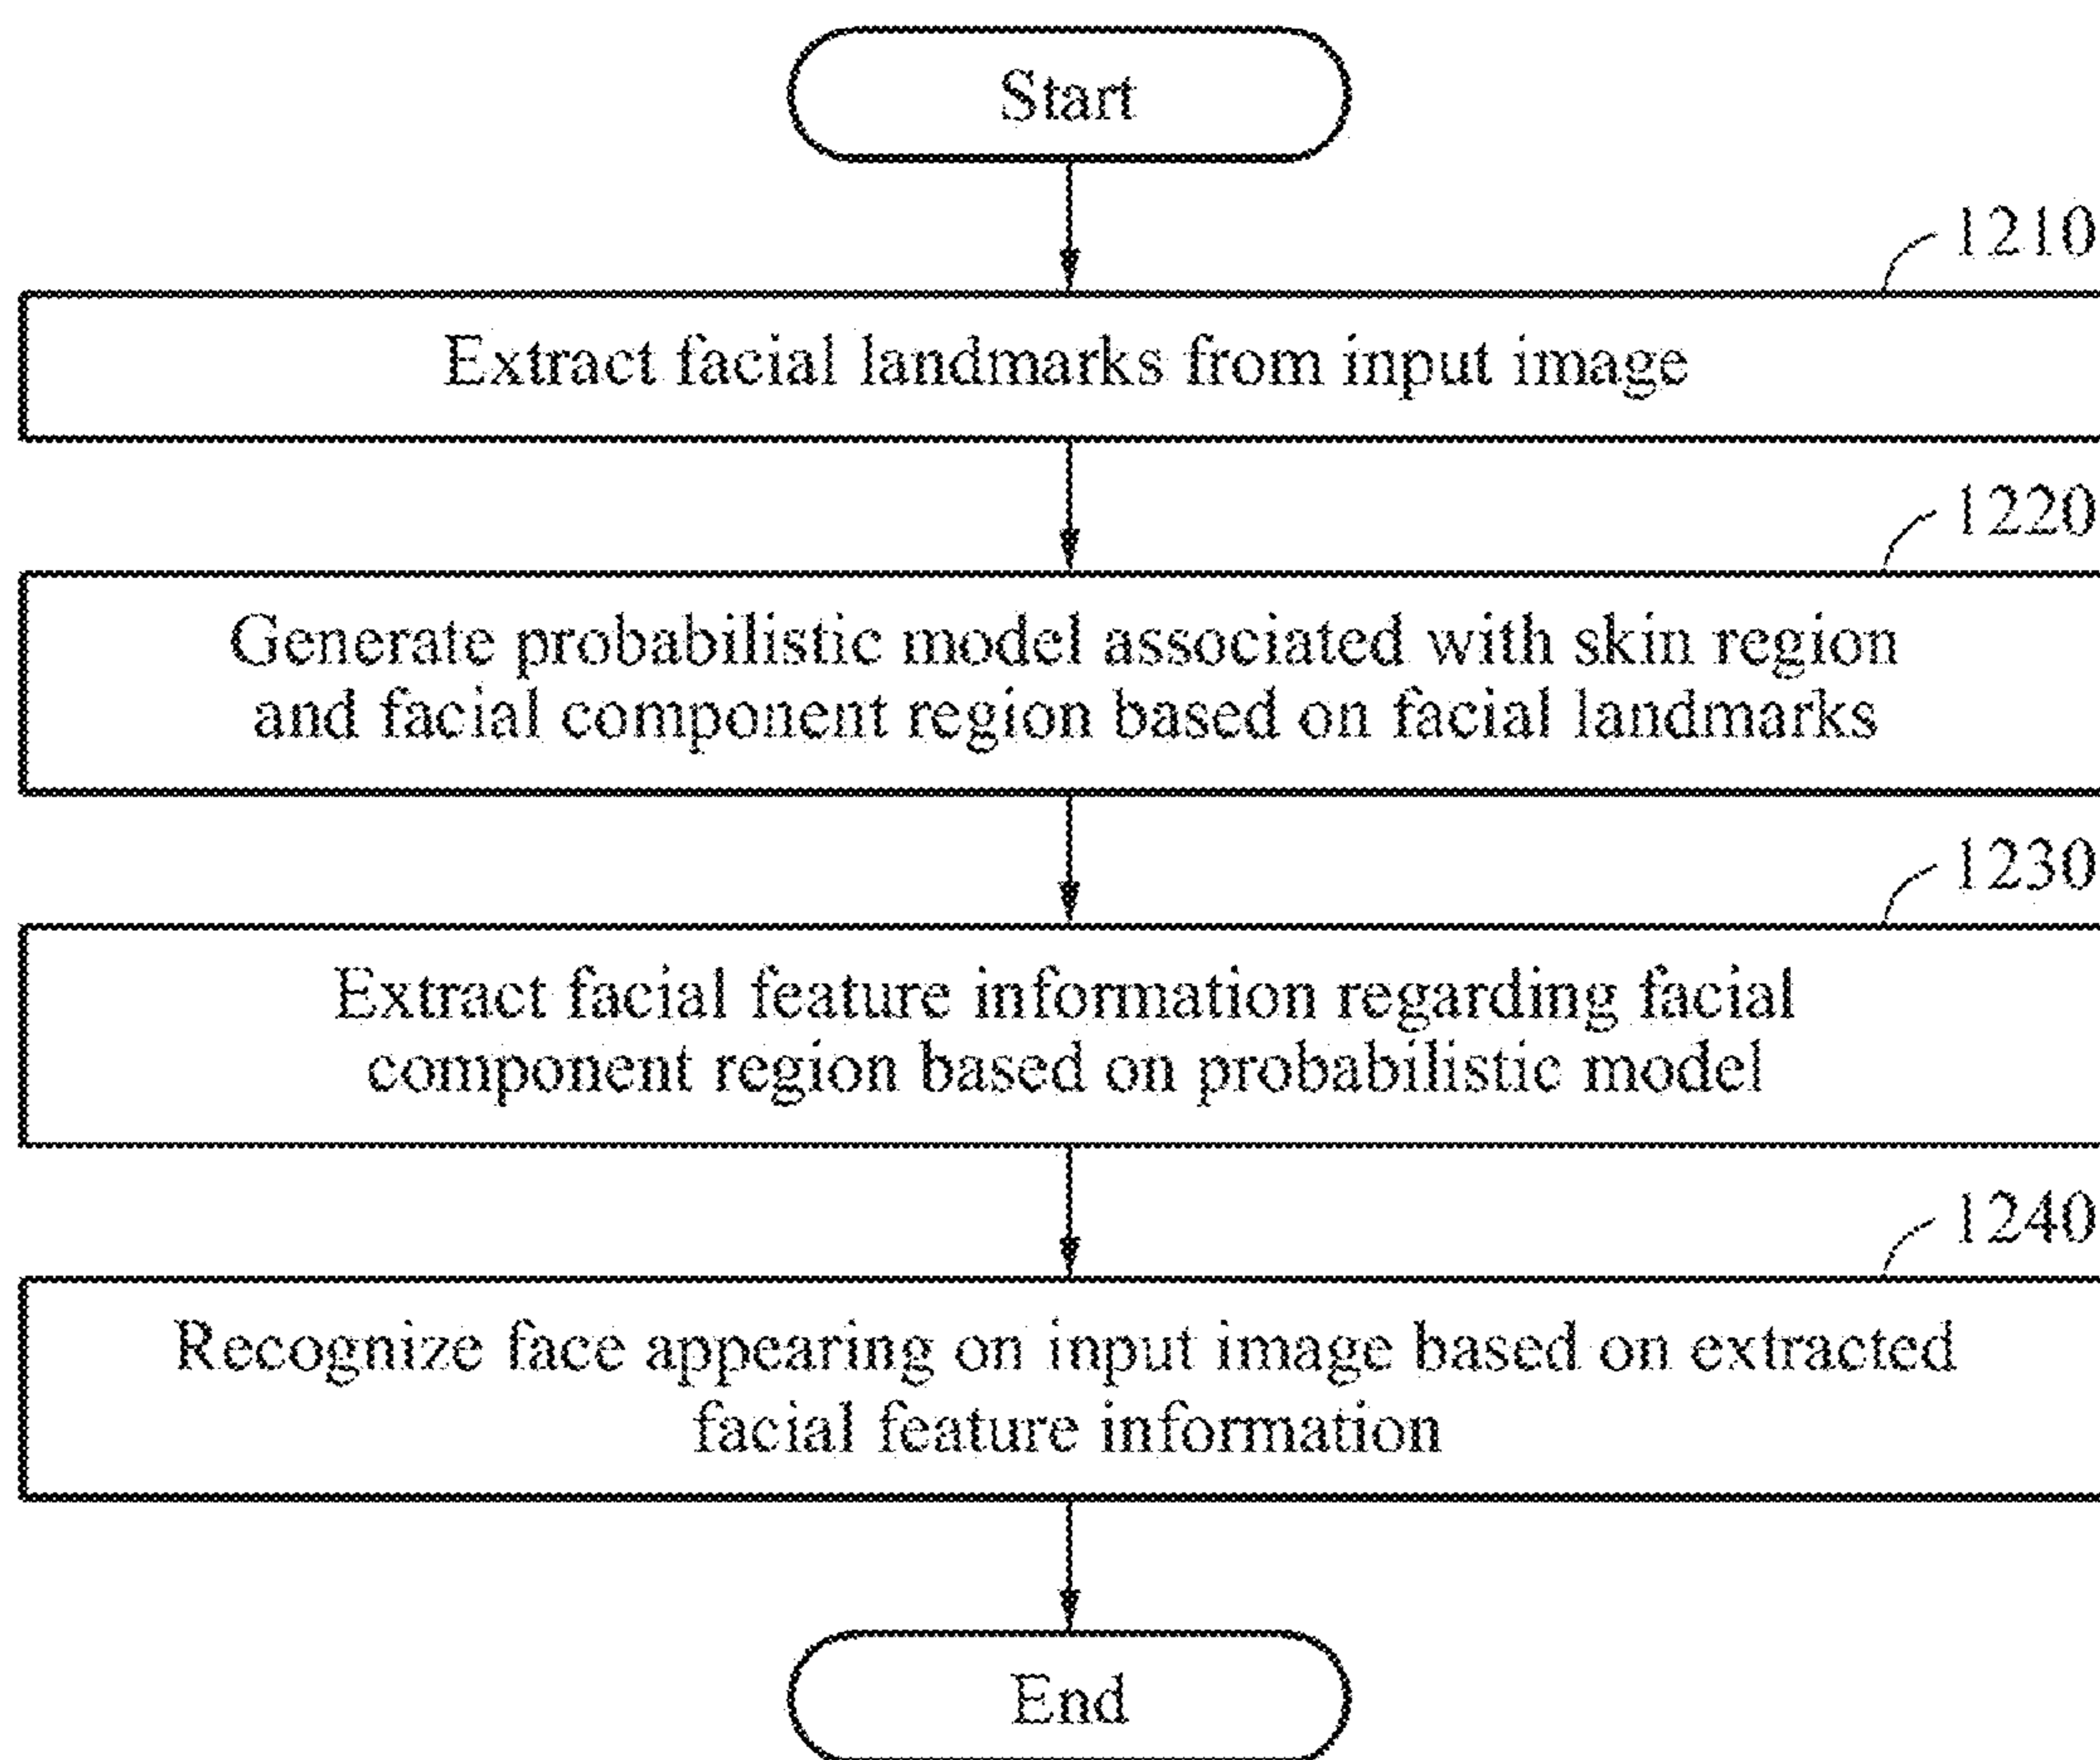 Start
1210
Extract facial landmarks from input image
1220
Generate probabilistic model associated with skin region
and facial component region based on facial landmarks
1230
Extract facial feature information regarding facial
component region based on probabilistic model
1240
Recognize face appearing on input image based on extracted
facial feature information
End